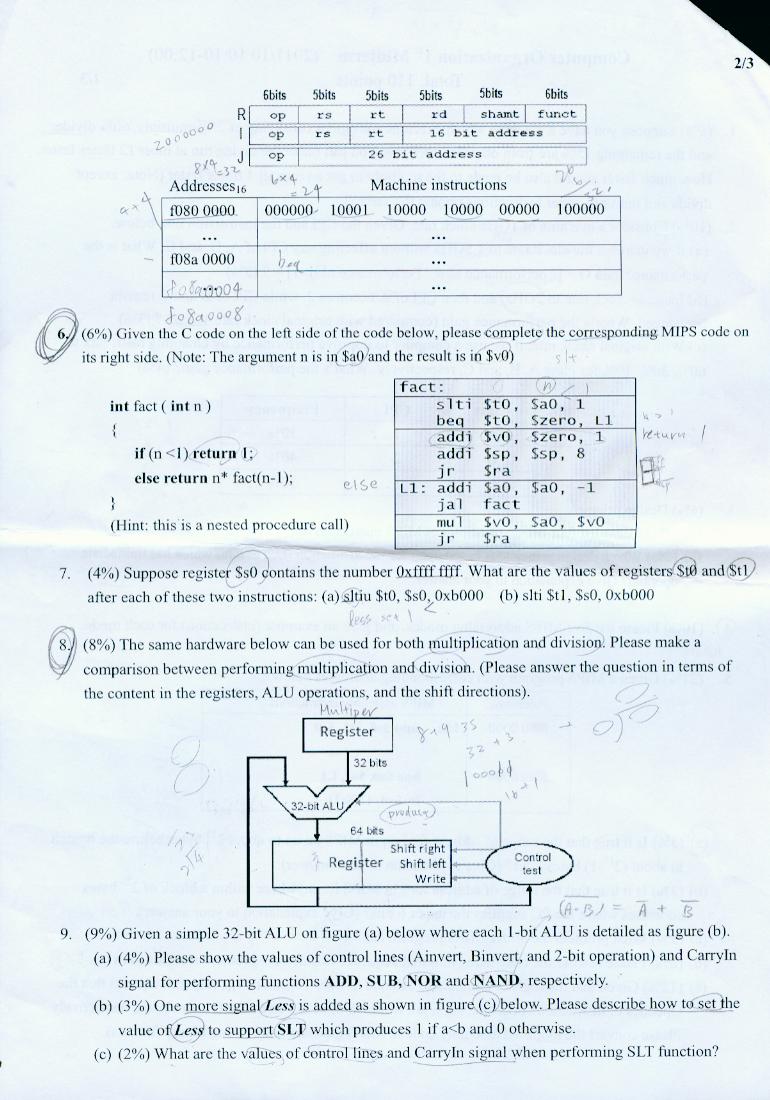 2/3
6bits 5bits 5bits 5bits 5bits 6bits
R op rs rt rd shamt funct
I op rs rt 16 bit address
J op 26 bit address
2000000
8x4=32
6x4=24
Addresses16 Machine instructions
f080 0000 000000 10001 10000 10000 00000 100000
... ...
f08a 0000 beq ...
f08a0004 ...
f08a0008
6. (6%) Given the C code on the left side of the code below, please complete the corresponding MIPS code on
its right side. (Note: The argument n is in $a0 and the result is in $v0)
slt
fact:
int fact ( int n ) slti $t0, $a0, 1
{ beq $t0, $zero, L1
addi $v0, $zero, 1
return 1
if (n <1) return 1; addi $sp, $sp, 8
jr $ra
else return n* fact(n-1); else L1: addi $a0, $a0, -1
} jal fact
(Hint: this is a nested procedure call) mul $v0, $a0, $v0
jr $ra
7. (4%) Suppose register $s0 contains the number 0xffff ffff. What are the values of registers $t0 and $t1
after each of these two instructions: (a) sltiu $t0, $s0, 0xb000 (b) slti $t1, $s0, 0xb000
less set 1 <
8. (8%) The same hardware below can be used for both multiplication and division. Please make a
comparison between performing multiplication and division. (Please answer the question in terms of
the content in the registers, ALU operations, and the shift directions).
Multiper
Register
32 bits
32+3
32-bit ALU
64 bits
Shift right
Register Shift left
Write
Control
test
(A·B) = A + B
9. (9%) Given a simple 32-bit ALU on figure (a) below where each 1-bit ALU is detailed as figure (b).
(a) (4%) Please show the values of control lines (Ainvert, Binvert, and 2-bit operation) and CarryIn
signal for performing functions ADD, SUB, NOR and NAND, respectively.
(b) (3%) One more signal Less is added as shown in figure (c) below. Please describe how to set the
value of Less to support SLT which produces 1 if a<b and 0 otherwise.
(c) (2%) What are the values of control lines and CarryIn signal when performing SLT function?